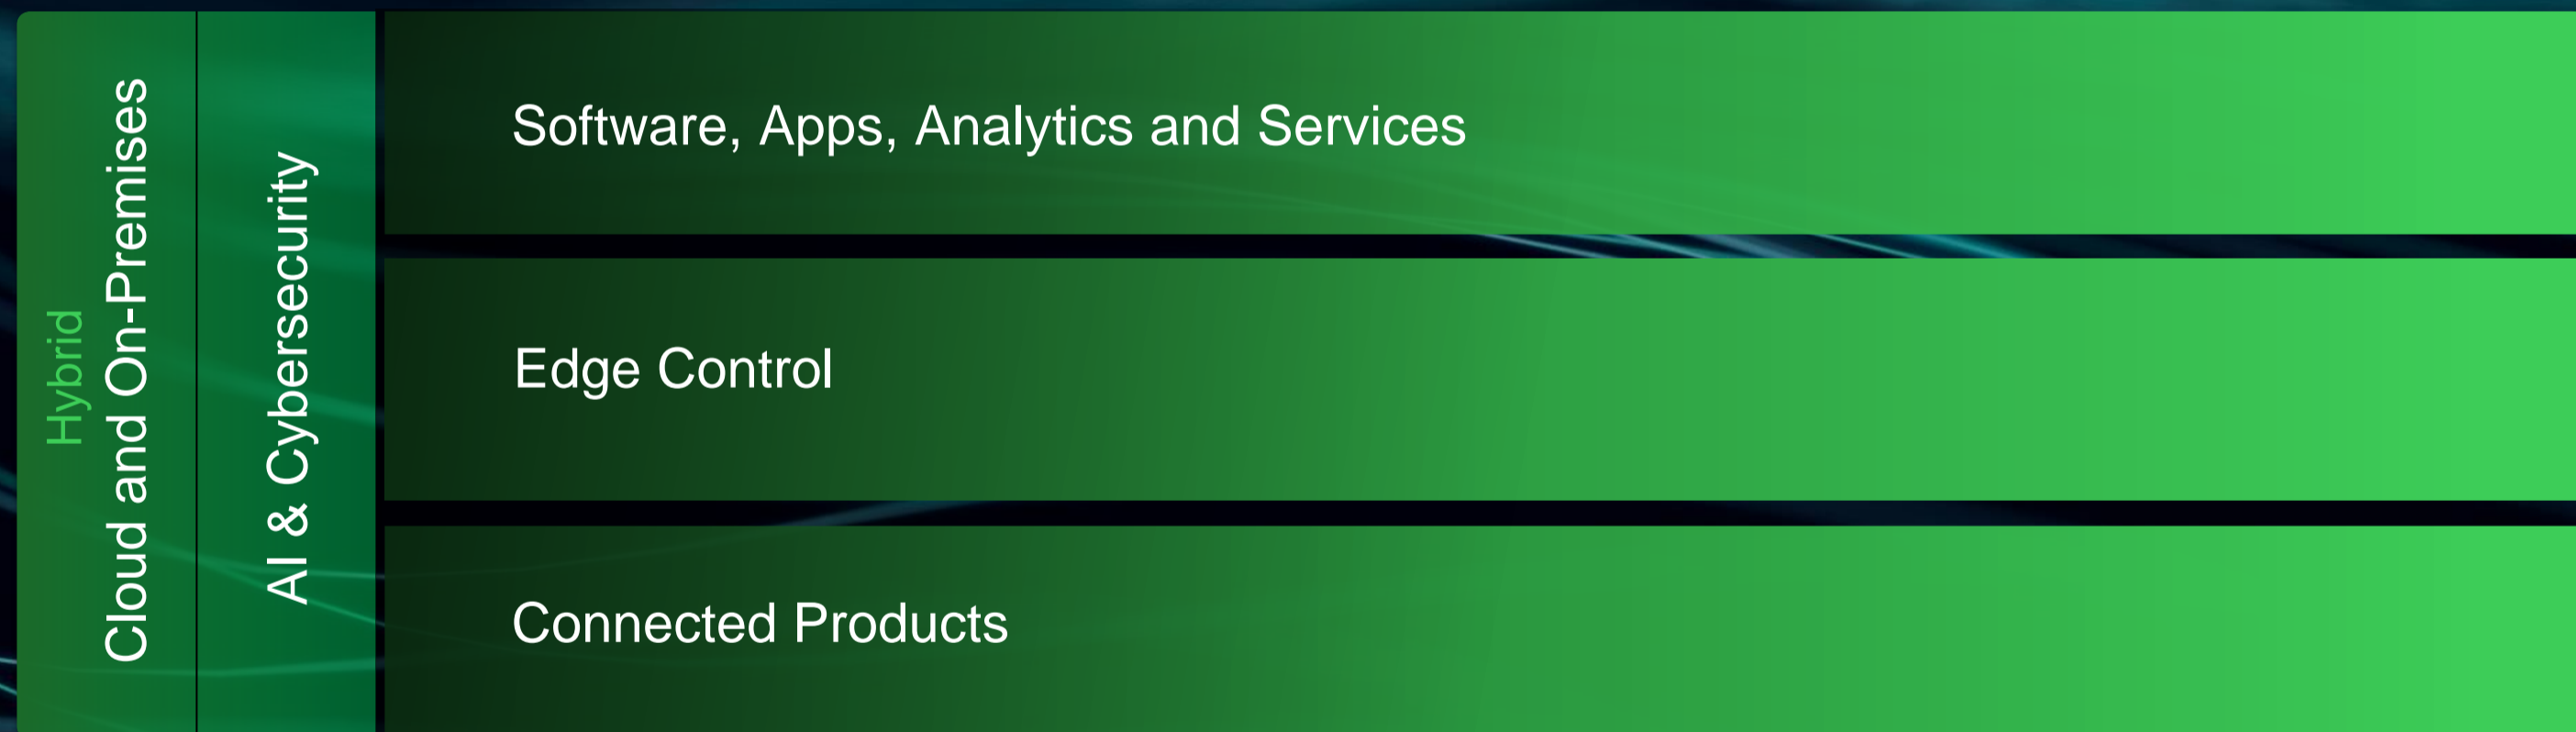 Hybrid
Cloud and On-Premises
AI & Cybersecurity
Software, Apps, Analytics and Services
Edge Control
Connected Products